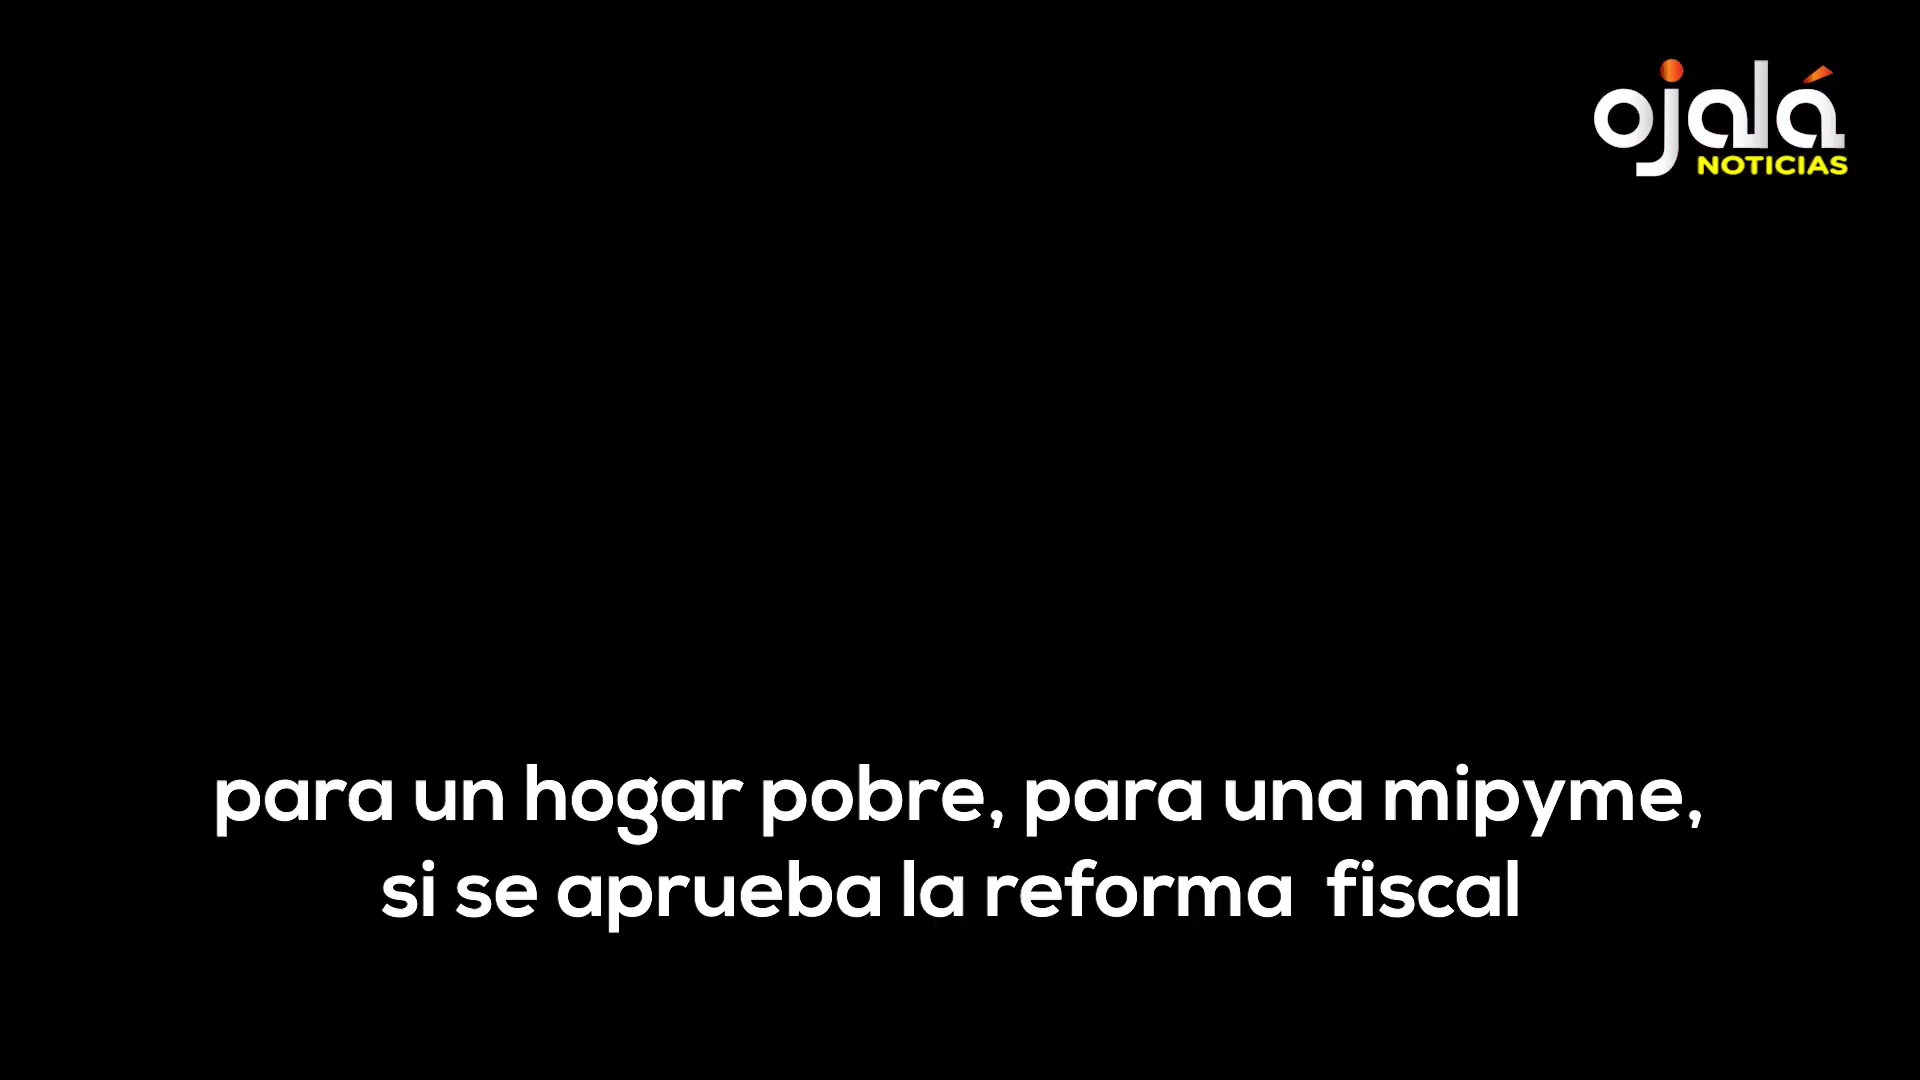 ojalá
NOTICIAS
para un hogar pobre, para una mipyme,
si se aprueba la reforma fiscal